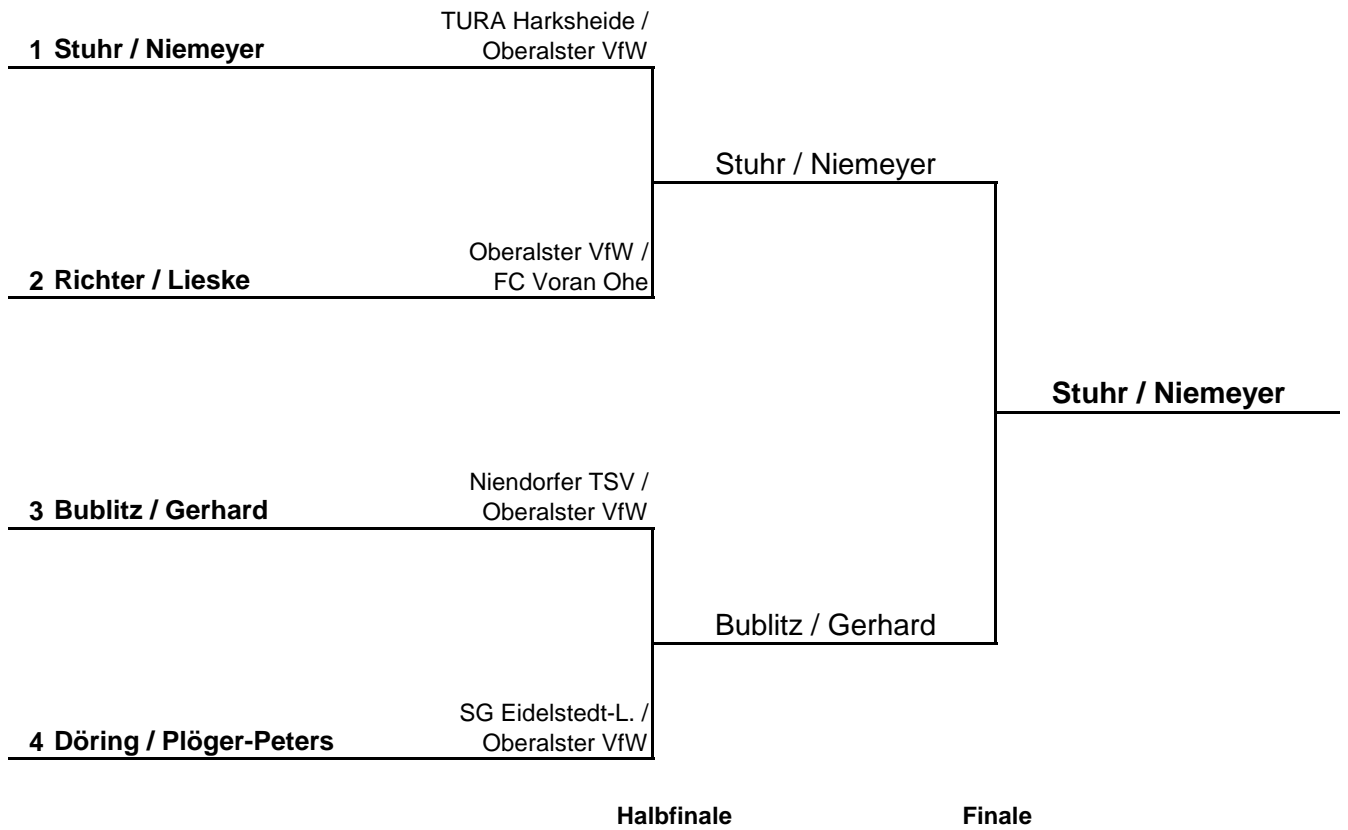 TURA Harksheide /
1 Stuhr / Niemeyer Oberalster VfW
Stuhr / Niemeyer
Oberalster VfW /
2 Richter / Lieske FC Voran Ohe
Stuhr / Niemeyer
Niendorfer TSV /
3 Bublitz / Gerhard Oberalster VfW
Bublitz / Gerhard
SG Eidelstedt-L. /
4 Döring / Plöger-Peters Oberalster VfW
Halbfinale Finale